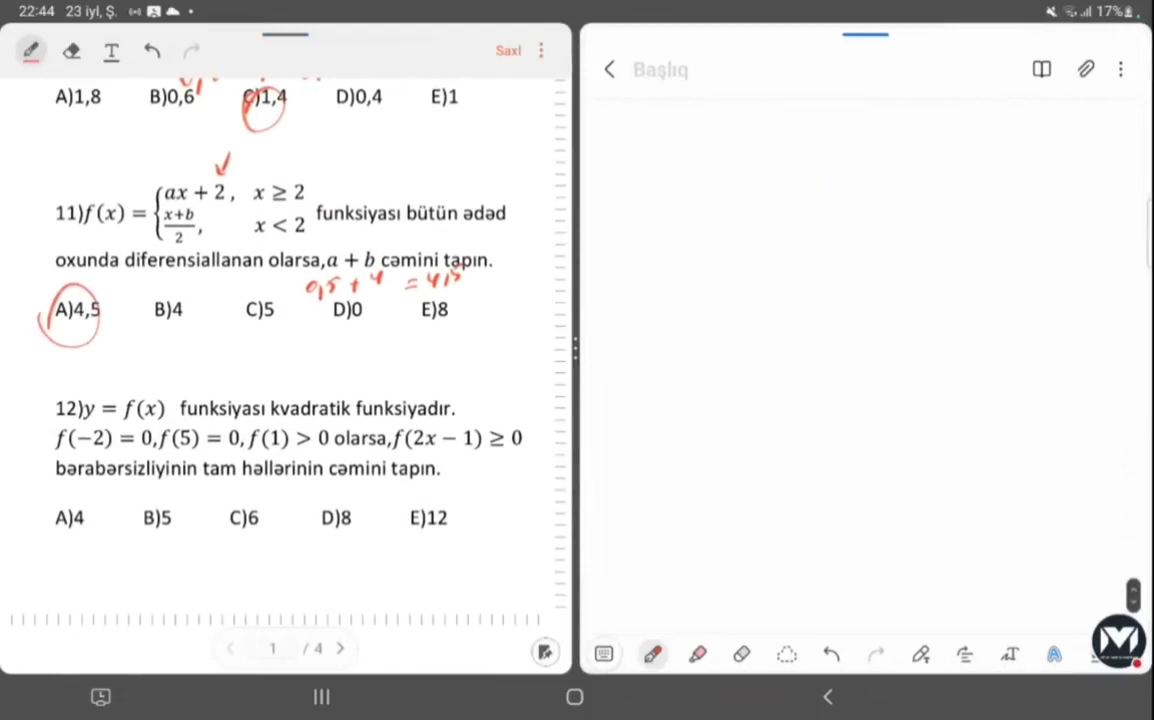 22:44 23 iyl, Ş. 17%
Saxl
Başlıq
A)1,8 B)0,6 C)1,4 D)0,4 E)1
11)f(x) = { ax + 2, x ≥ 2
x+b/2, x < 2 funksiyası bütün ədəd
oxunda diferensiallanan olarsa,a + b cəmini tapın.
0,5 + 4 = 4,5
A)4,5 B)4 C)5 D)0 E)8
12)y = f(x) funksiyası kvadratik funksiyadır.
f(−2) = 0,f(5) = 0,f(1) > 0 olarsa,f(2x − 1) ≥ 0
bərabərsizliyinin tam həllərinin cəmini tapın.
A)4 B)5 C)6 D)8 E)12
1 / 4